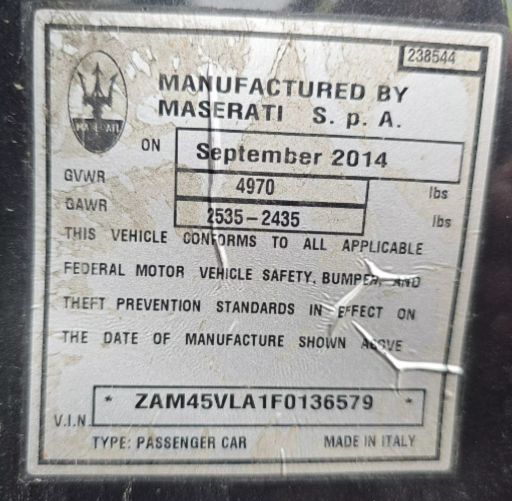 238544
MASERATI
MANUFACTURED BY
MASERATI S. p. A.
ON September 2014
GVWR 4970 lbs
GAWR 2535-2435 lbs
THIS VEHICLE CONFORMS TO ALL APPLICABLE
FEDERAL MOTOR VEHICLE SAFETY, BUMPER, AND
THEFT PREVENTION STANDARDS IN EFFECT ON
THE DATE OF MANUFACTURE SHOWN ABOVE
V.I.N. * ZAM45VLA1F0136579 *
TYPE: PASSENGER CAR MADE IN ITALY